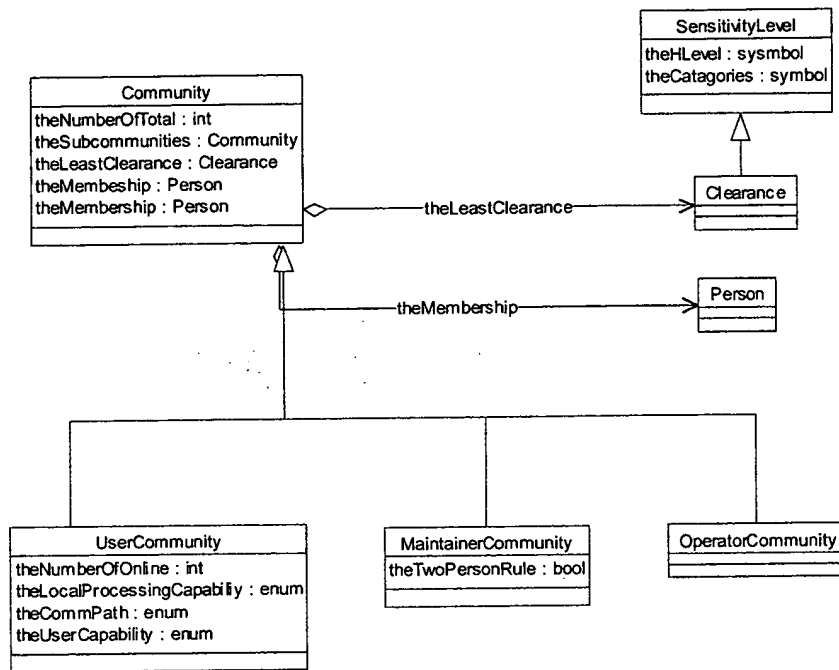 SensitivityLevel
theHLevel : sysmbol
theCatagories : symbol
Community
theNumberOfTotal : int
theSubcommunities : Community
theLeastClearance : Clearance
theMembeship : Person
theMembership : Person
Clearance
theLeastClearance
Person
theMembership
UserCommunity
theNumberOfOnline : int
theLocalProcessingCapabiliy : enum
theCommPath : enum
theUserCapability : enum
MaintainerCommunity
theTwoPersonRule : bool
OperatorCommunity